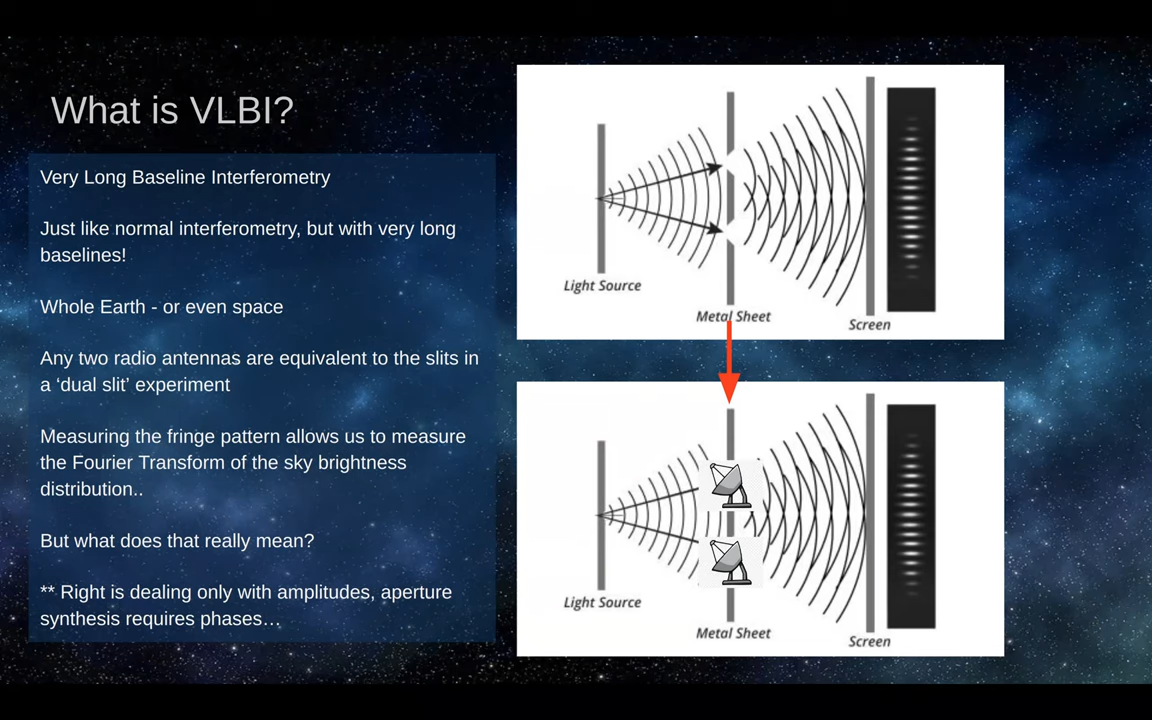 What is VLBI?
Very Long Baseline Interferometry
Just like normal interferometry, but with very long
baselines!
Whole Earth - or even space
Any two radio antennas are equivalent to the slits in
a ‘dual slit’ experiment
Measuring the fringe pattern allows us to measure
the Fourier Transform of the sky brightness
distribution..
But what does that really mean?
** Right is dealing only with amplitudes, aperture
synthesis requires phases…
Light Source
Metal Sheet
Screen
Light Source
Metal Sheet
Screen